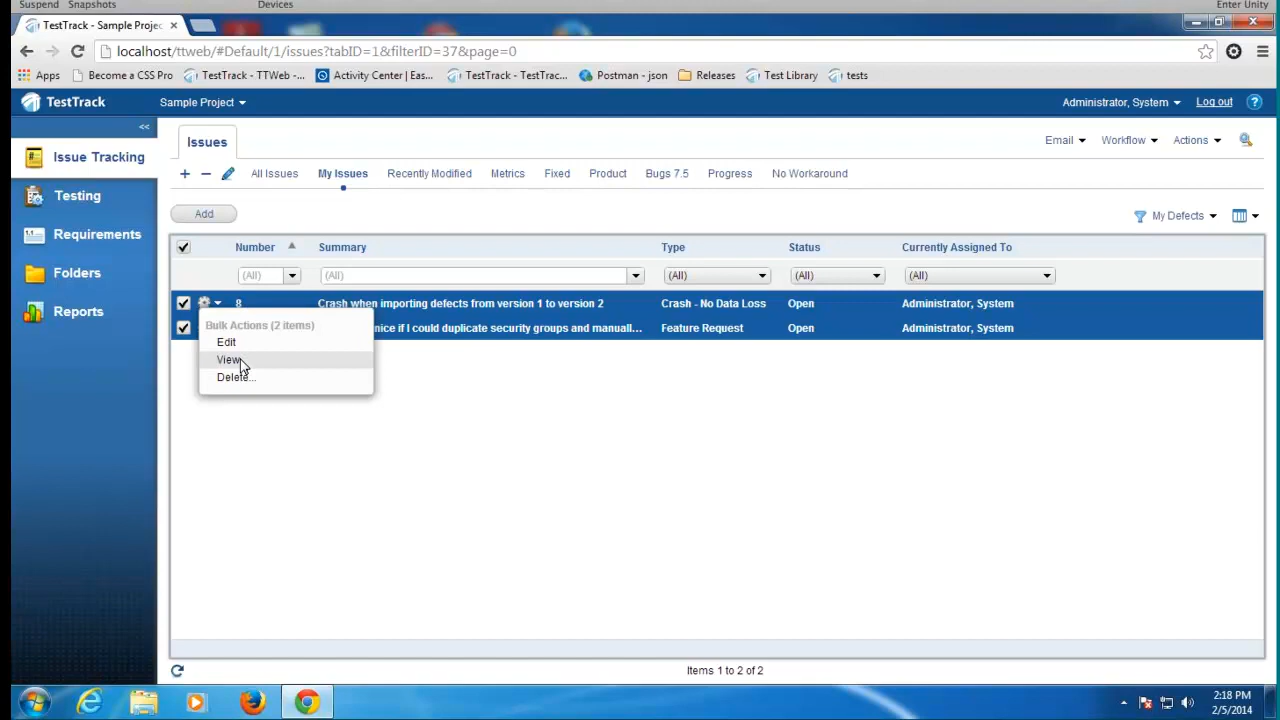 Suspend Snapshots Devices Enter Unity
TestTrack - Sample Projec
localhost/ttweb/#Default/1/issues?tabID=1&filterID=37&page=0
Apps Become a CSS Pro TestTrack - TTWeb -... Activity Center | Eas... TestTrack - TestTrac... Postman - json Releases Test Library tests
TestTrack Sample Project Administrator, System Log out ?
<<
Issues Email Workflow Actions
Issue Tracking
All Issues My Issues Recently Modified Metrics Fixed Product Bugs 7.5 Progress No Workaround
Testing
Add My Defects
Requirements
Number Summary Type Status Currently Assigned To
Folders
(All) (All) (All) (All) (All)
Reports
8 Crash when importing defects from version 1 to version 2 Crash - No Data Loss Open Administrator, System
nice if I could duplicate security groups and manuall... Feature Request Open Administrator, System
Bulk Actions (2 items)
Edit
View
Delete...
Items 1 to 2 of 2
2:18 PM
2/5/2014